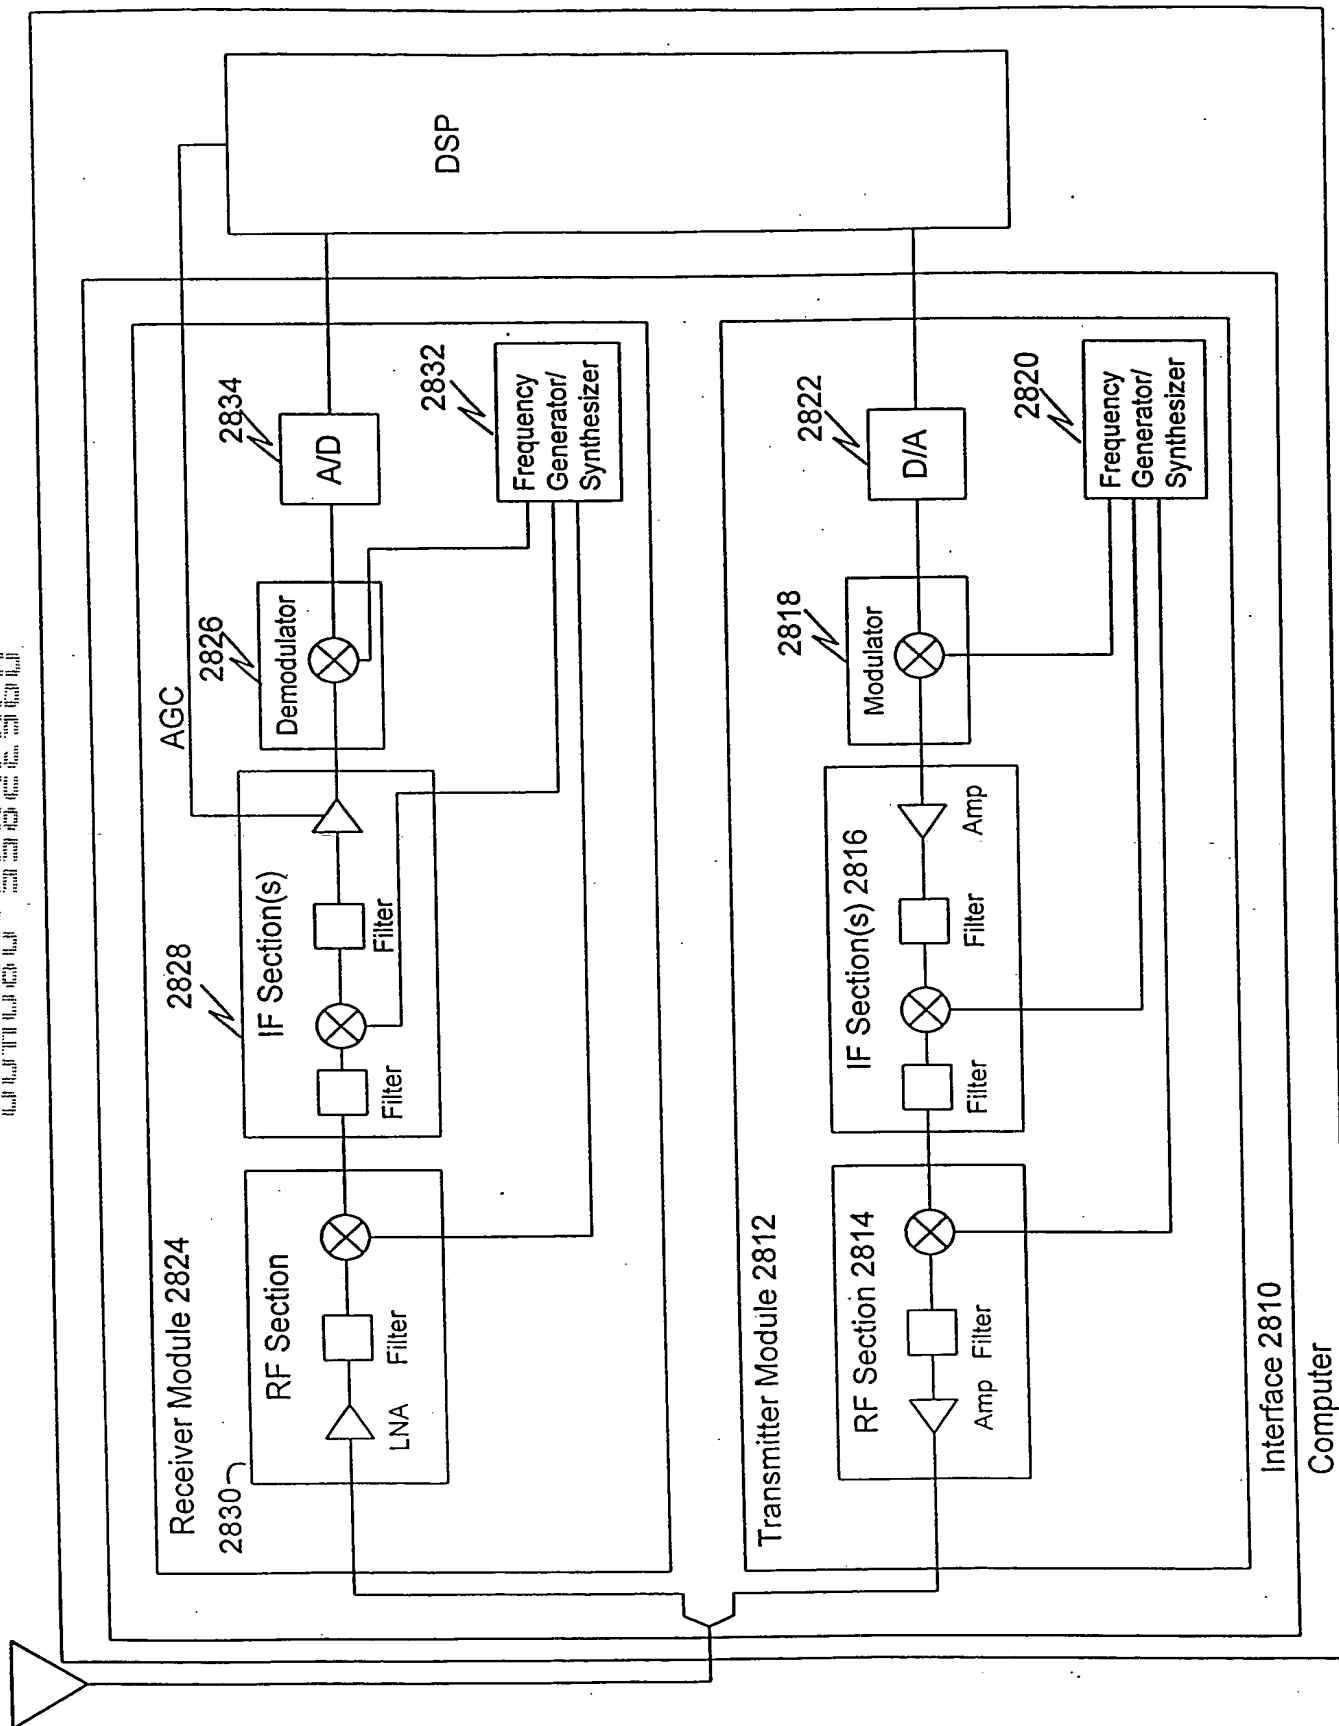 DSP
AGC
2834
A/D
2832
Frequency
Generator/
Synthesizer
2826
Demodulator
2828
IF Section(s)
Filter
Filter
Receiver Module 2824
2830
RF Section
Filter
LNA
2822
D/A
2820
Frequency
Generator/
Synthesizer
2818
Modulator
IF Section(s) 2816
Amp
Filter
Filter
Transmitter Module 2812
RF Section 2814
Filter
Amp
Interface 2810
Computer